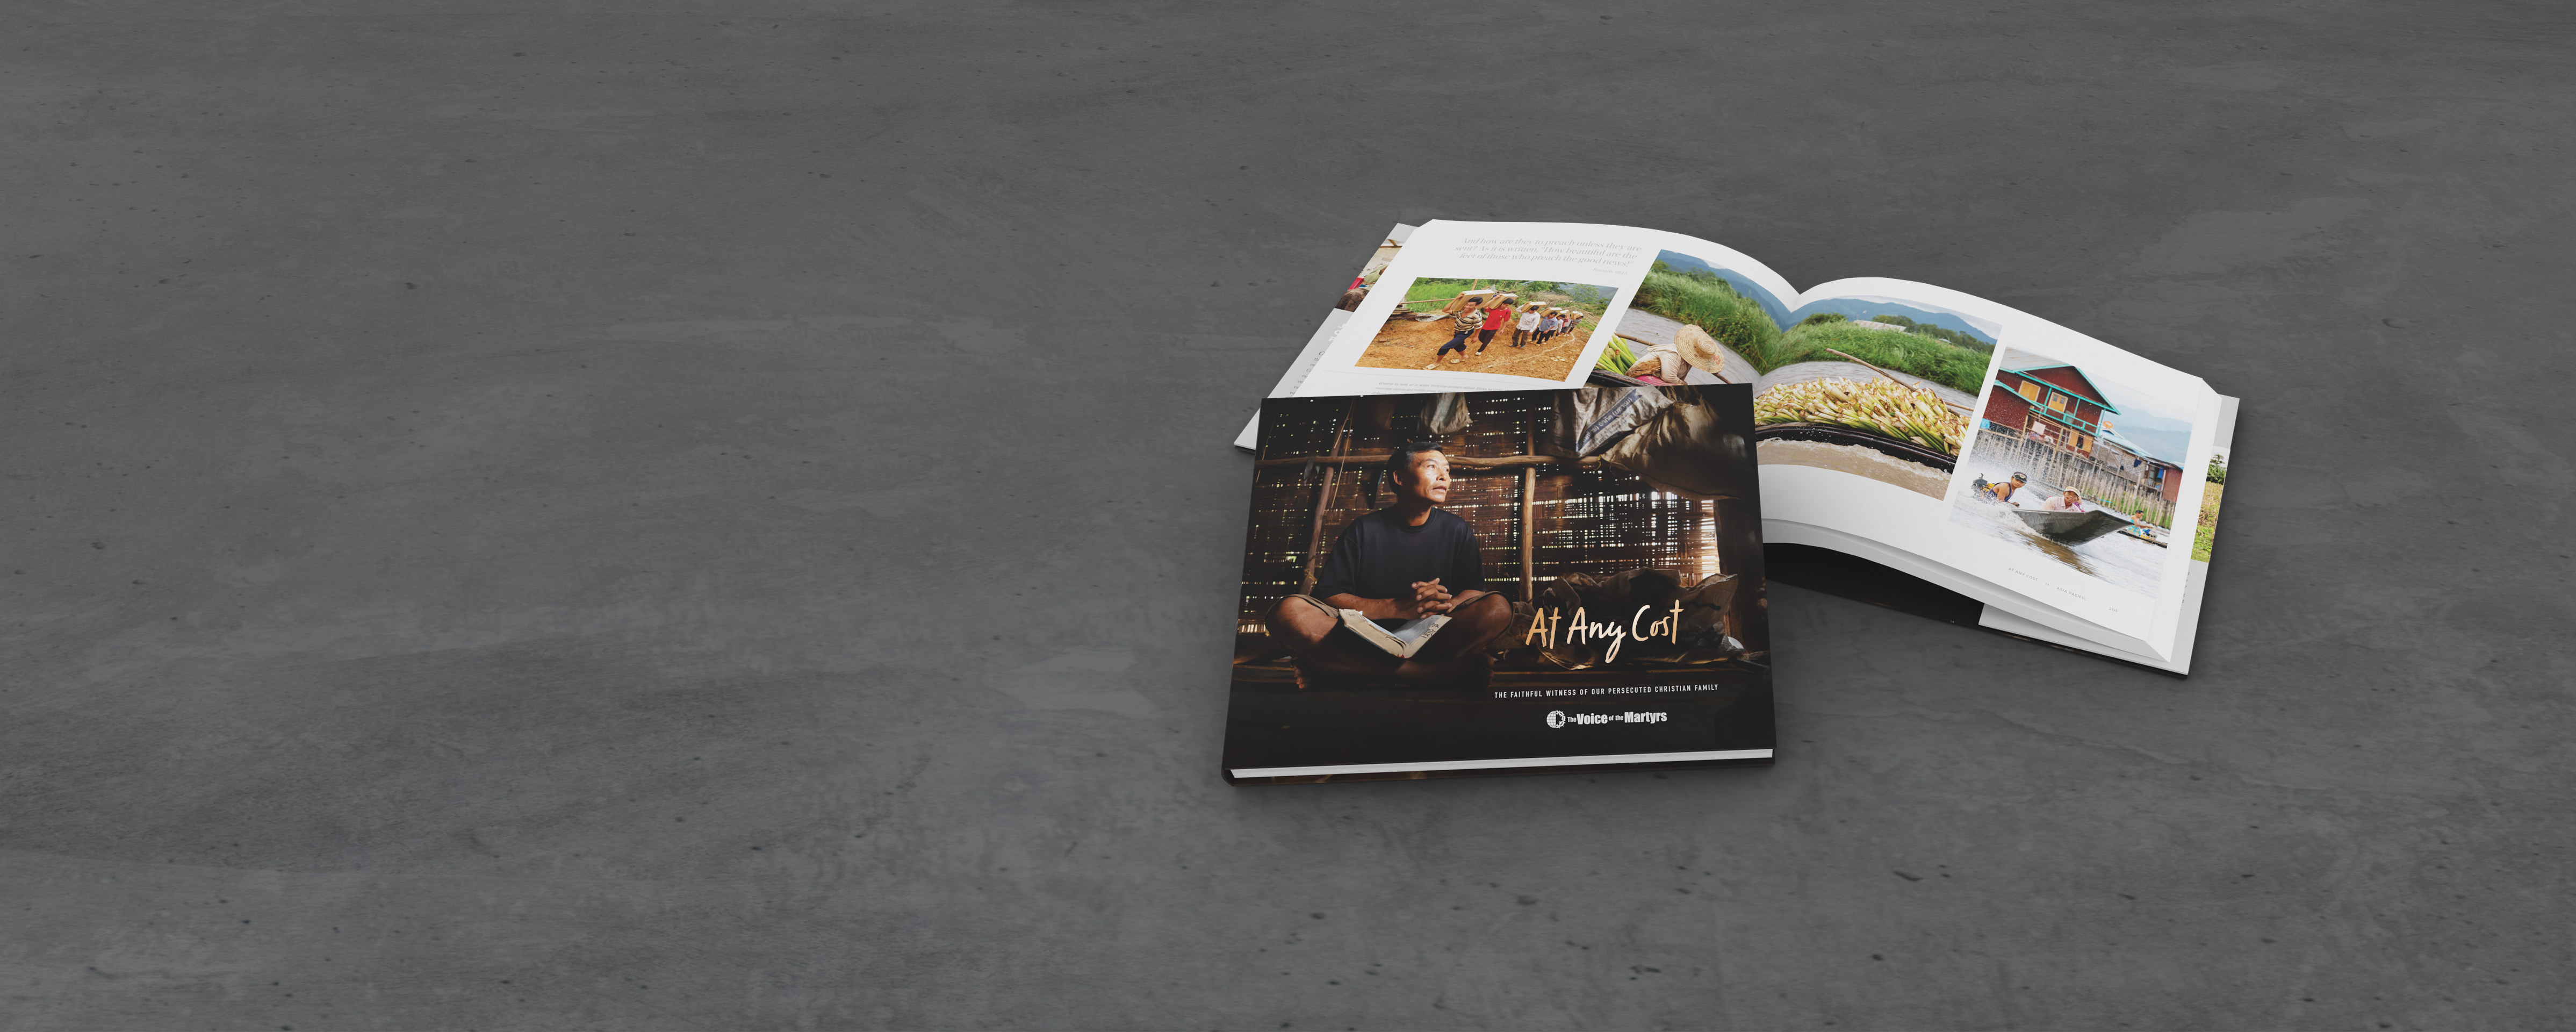 And how are they to preach unless they are
sent? As it is written, "How beautiful are the
feet of those who preach the good news!"
At Any Cost
THE FAITHFUL WITNESS OF OUR PERSECUTED CHRISTIAN FAMILY
The Voice of the Martyrs